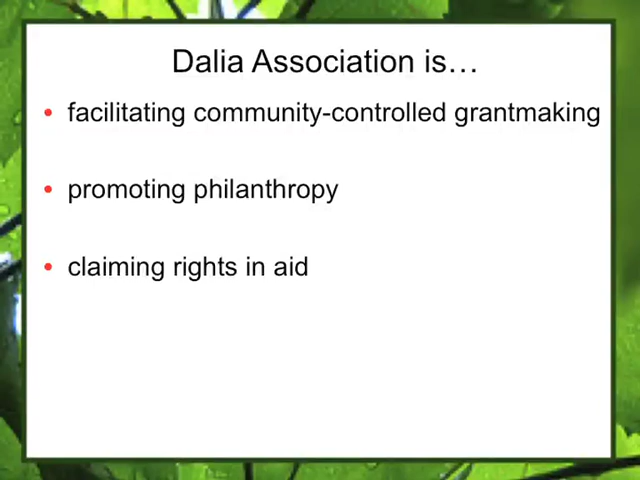 Dalia Association is…
• facilitating community-controlled grantmaking
• promoting philanthropy
• claiming rights in aid